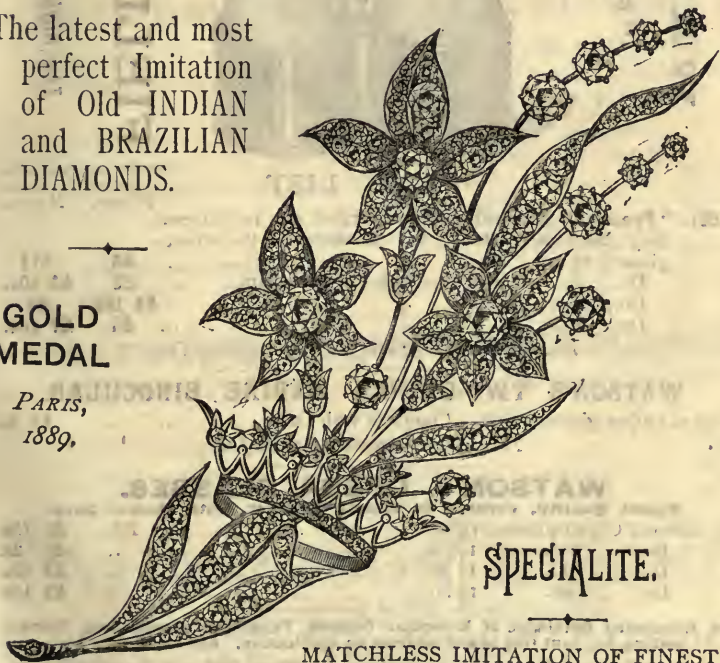 The latest and most
perfect Imitation
of Old INDIAN
and BRAZILIAN
DIAMONDS.
GOLD
MEDAL
PARIS,
1889.
SPECIALITE.
MATCHLESS IMITATION OF FINEST